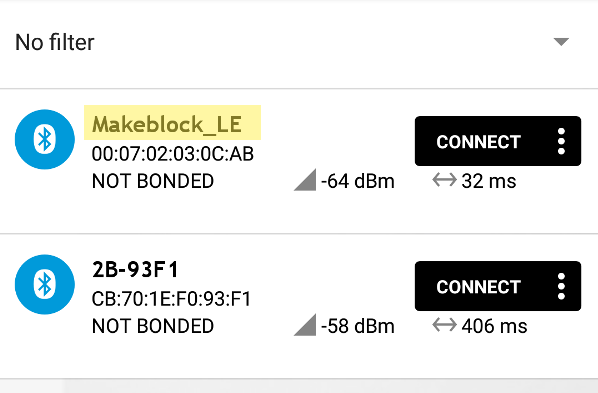 No filter
Makeblock_LE
00:07:02:03:0C:AB
NOT BONDED -64 dBm 32 ms
CONNECT
2B-93F1
CB:70:1E:F0:93:F1
NOT BONDED -58 dBm 406 ms
CONNECT